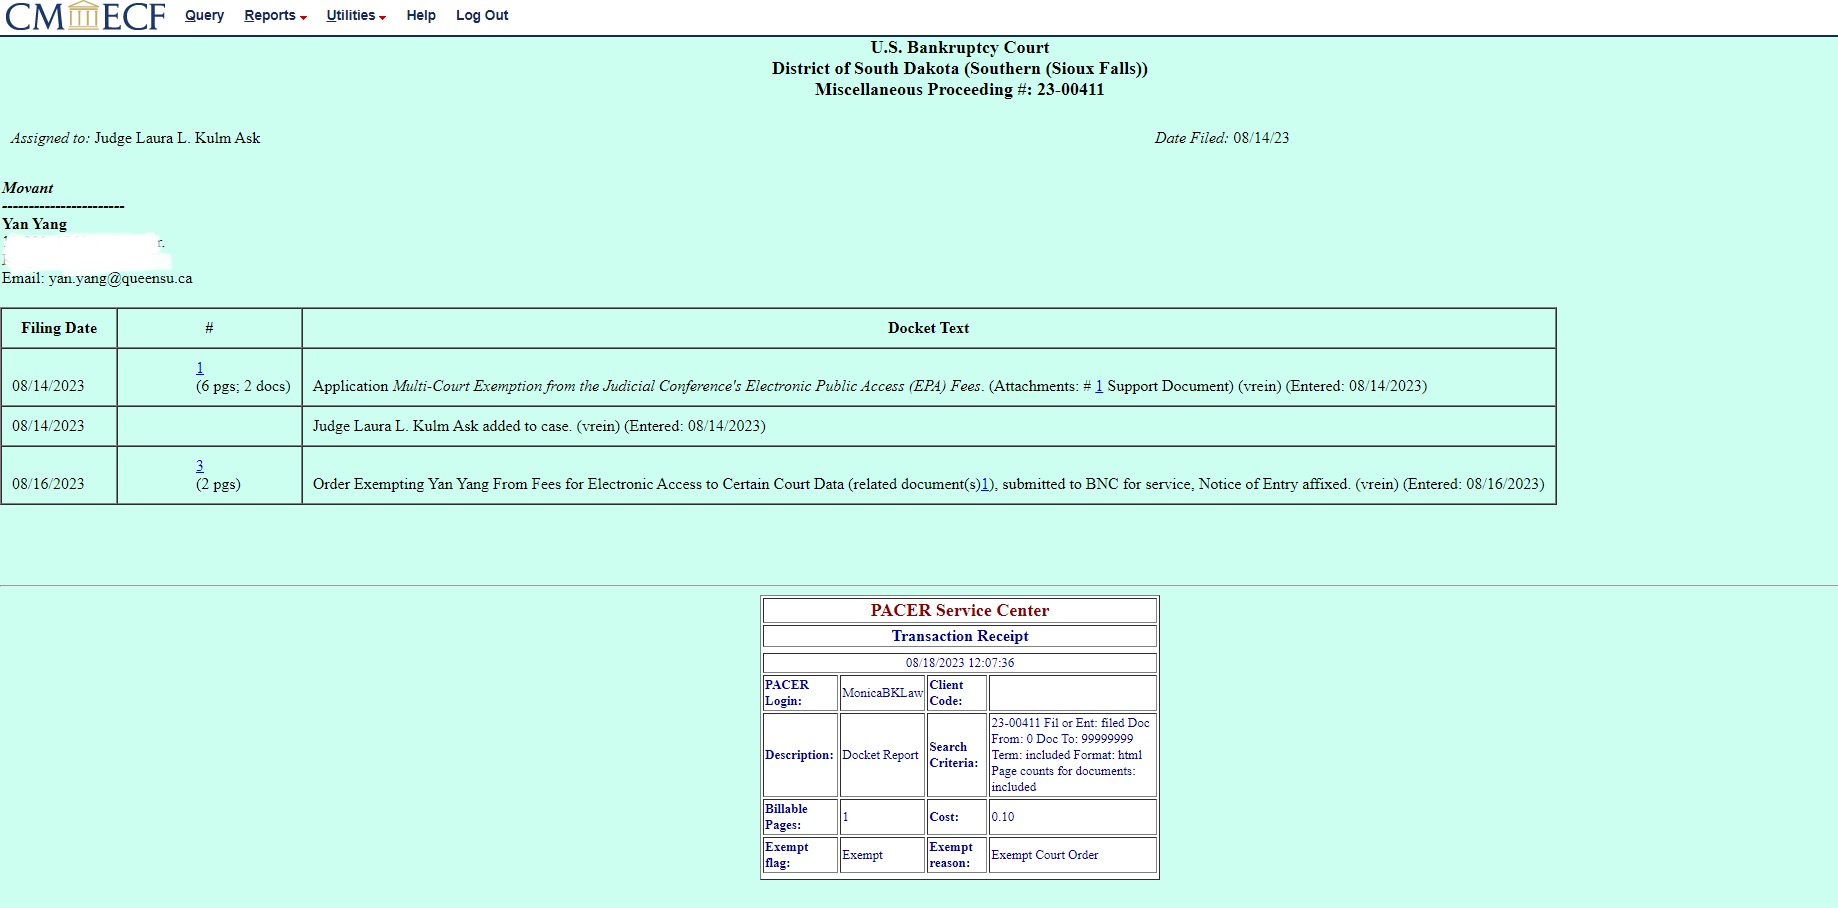 CM ECF Query Reports Utilities Help Log Out
U.S. Bankruptcy Court
District of South Dakota (Southern (Sioux Falls))
Miscellaneous Proceeding #: 23-00411
Assigned to: Judge Laura L. Kulm Ask
Date Filed: 08/14/23
Movant
-----------------------
Yan Yang
Email: yan.yang@queensu.ca
Filing Date # Docket Text
08/14/2023
1
(6 pgs; 2 docs)
Application Multi-Court Exemption from the Judicial Conference's Electronic Public Access (EPA) Fees. (Attachments: # 1 Support Document) (vrein) (Entered: 08/14/2023)
08/14/2023
Judge Laura L. Kulm Ask added to case. (vrein) (Entered: 08/14/2023)
08/16/2023
3
(2 pgs)
Order Exempting Yan Yang From Fees for Electronic Access to Certain Court Data (related document(s)1), submitted to BNC for service, Notice of Entry affixed. (vrein) (Entered: 08/16/2023)
PACER Service Center
Transaction Receipt
08/18/2023 12:07:36
PACER
Login:
MonicaBKLaw
Client
Code:
Description:
Docket Report
Search
Criteria:
23-00411 Fil or Ent: filed Doc
From: 0 Doc To: 99999999
Term: included Format: html
Page counts for documents:
included
Billable
Pages:
1
Cost:
0.10
Exempt
flag:
Exempt
Exempt
reason:
Exempt Court Order